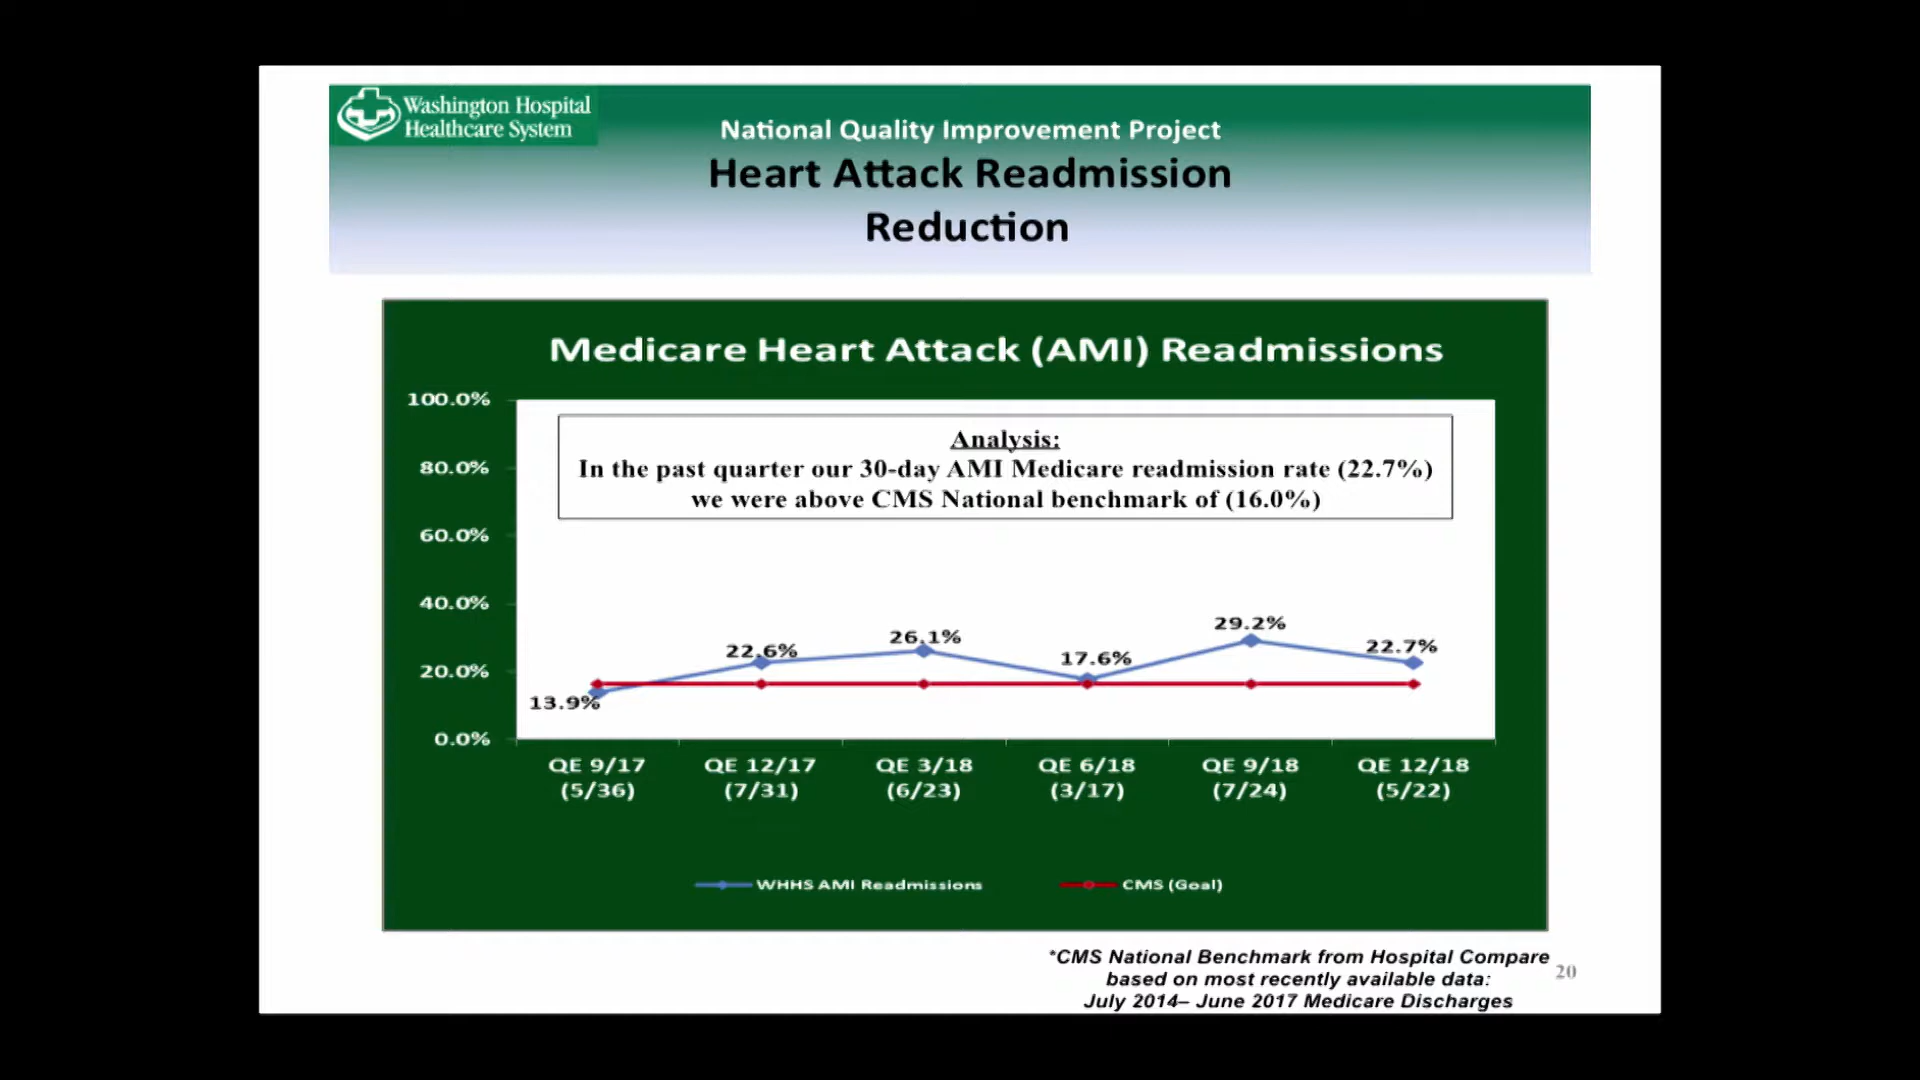 Washington Hospital
Healthcare System
National Quality Improvement Project
Heart Attack Readmission
Reduction
Medicare Heart Attack (AMI) Readmissions
100.0%
80.0%
60.0%
40.0%
20.0%
0.0%
Analysis:
In the past quarter our 30-day AMI Medicare readmission rate (22.7%)
we were above CMS National benchmark of (16.0%)
13.9%
22.6%
26.1%
17.6%
29.2%
22.7%
QE 9/17 QE 12/17 QE 3/18 QE 6/18 QE 9/18 QE 12/18
(5/36) (7/31) (6/23) (3/17) (7/24) (5/22)
WHHS AMI Readmissions CMS (Goal)
*CMS National Benchmark from Hospital Compare
based on most recently available data:
July 2014– June 2017 Medicare Discharges
20